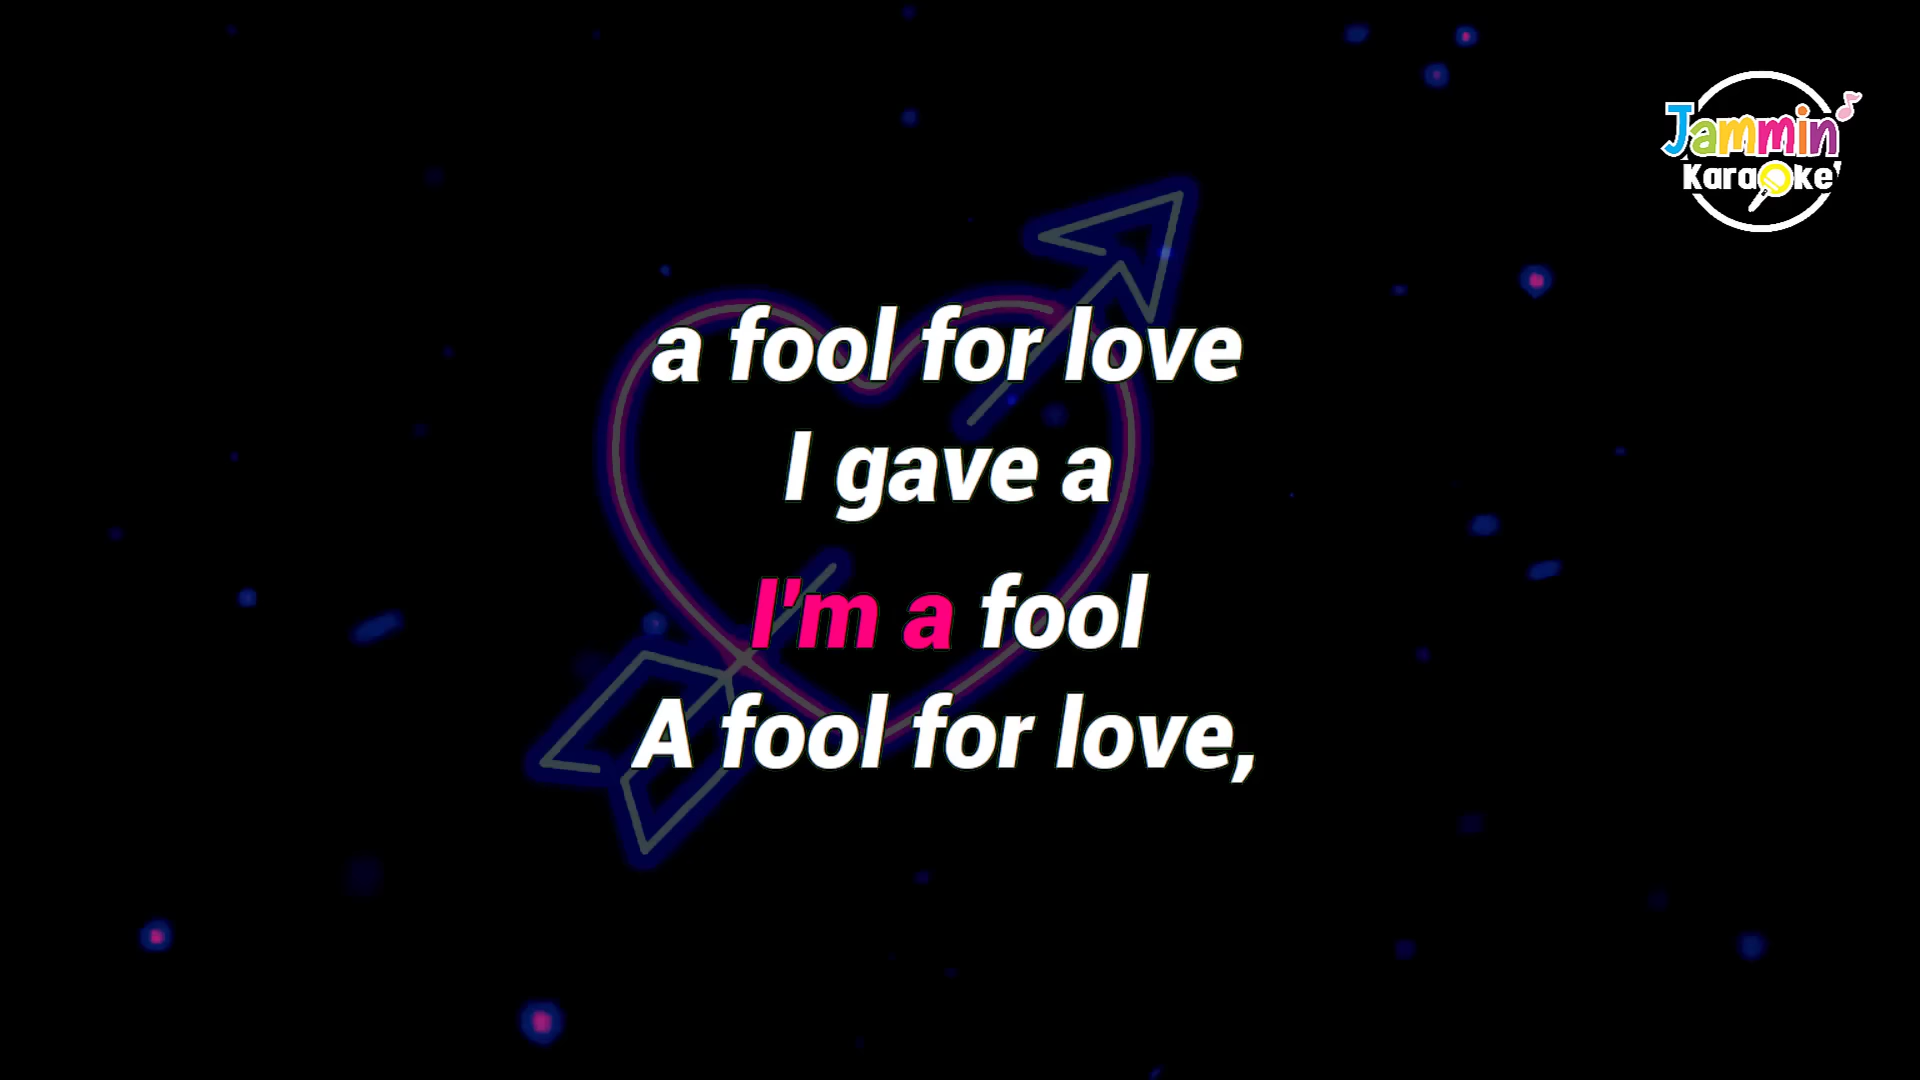 Jammin'
Karaoke
a fool for love
I gave a
I'm a fool
A fool for love,